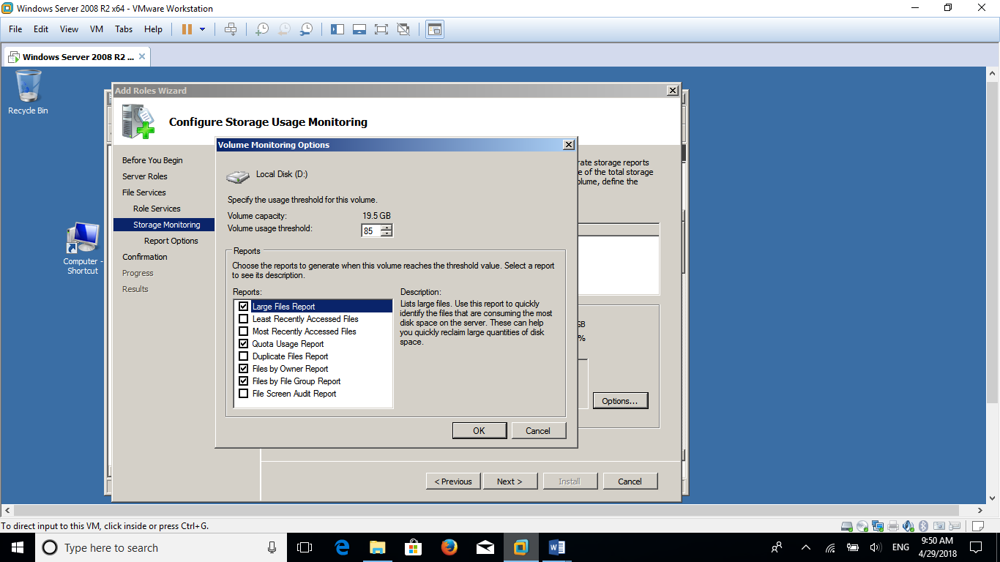 Windows Server 2008 R2 x64 - VMware Workstation
File Edit View VM Tabs Help
Windows Server 2008 R2 ...
Recycle Bin
Computer -
Shortcut
Add Roles Wizard
Configure Storage Usage Monitoring
Before You Begin
Server Roles
File Services
Role Services
Storage Monitoring
Report Options
Confirmation
Progress
Results
rate storage reports
e of the total storage
olume, define the
GB
%
Options...
Volume Monitoring Options
Local Disk (D:)
Specify the usage threshold for this volume.
Volume capacity: 19.5 GB
Volume usage threshold: 85
Reports
Choose the reports to generate when this volume reaches the threshold value. Select a report
to see its description.
Reports:
Large Files Report
Least Recently Accessed Files
Most Recently Accessed Files
Quota Usage Report
Duplicate Files Report
Files by Owner Report
Files by File Group Report
File Screen Audit Report
Description:
Lists large files. Use this report to quickly
identify the files that are consuming the most
disk space on the server. These can help
you quickly reclaim large quantities of disk
space.
OK Cancel
< Previous Next > Install Cancel
To direct input to this VM, click inside or press Ctrl+G.
Type here to search
ENG
9:50 AM
4/29/2018